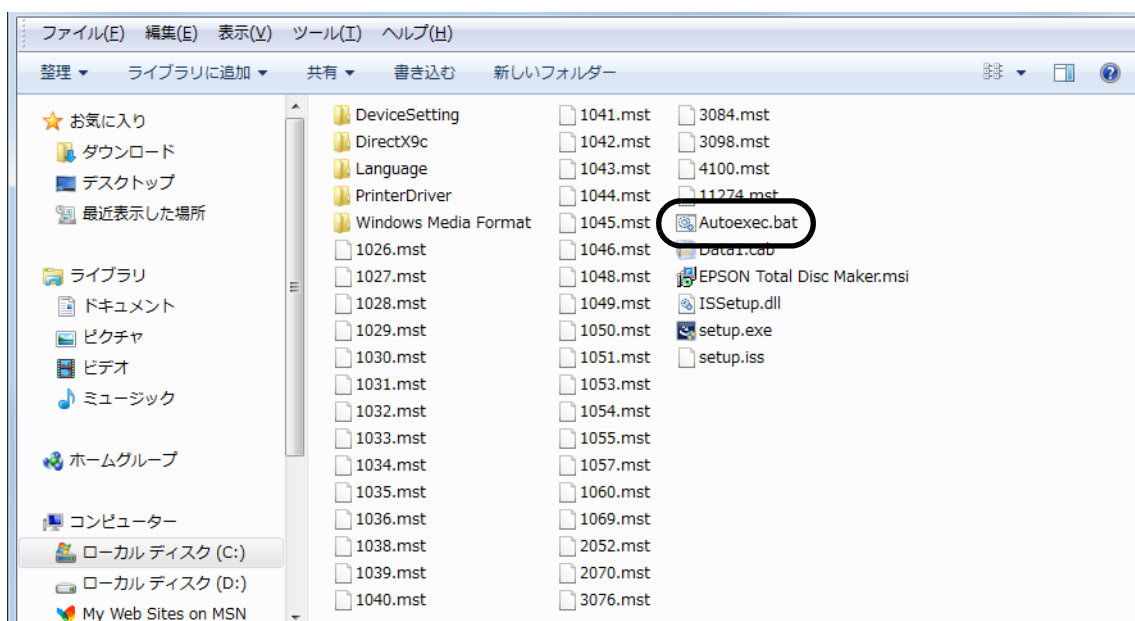 ファイル(F) 編集(E) 表示(V) ツール(T) ヘルプ(H)
整理 ライブラリに追加 共有 書き込む 新しいフォルダー
お気に入り
ダウンロード
デスクトップ
最近表示した場所
ライブラリ
ドキュメント
ピクチャ
ビデオ
ミュージック
ホームグループ
コンピューター
ローカル ディスク (C:)
ローカル ディスク (D:)
My Web Sites on MSN
DeviceSetting
DirectX9c
Language
PrinterDriver
Windows Media Format
1026.mst
1027.mst
1028.mst
1029.mst
1030.mst
1031.mst
1032.mst
1033.mst
1034.mst
1035.mst
1036.mst
1038.mst
1039.mst
1040.mst
1041.mst
1042.mst
1043.mst
1044.mst
1045.mst
1046.mst
1048.mst
1049.mst
1050.mst
1051.mst
1053.mst
1054.mst
1055.mst
1057.mst
1060.mst
1069.mst
2052.mst
2070.mst
3076.mst
3084.mst
3098.mst
4100.mst
11274.mst
Autoexec.bat
Data1.cab
EPSON Total Disc Maker.msi
ISSetup.dll
setup.exe
setup.iss